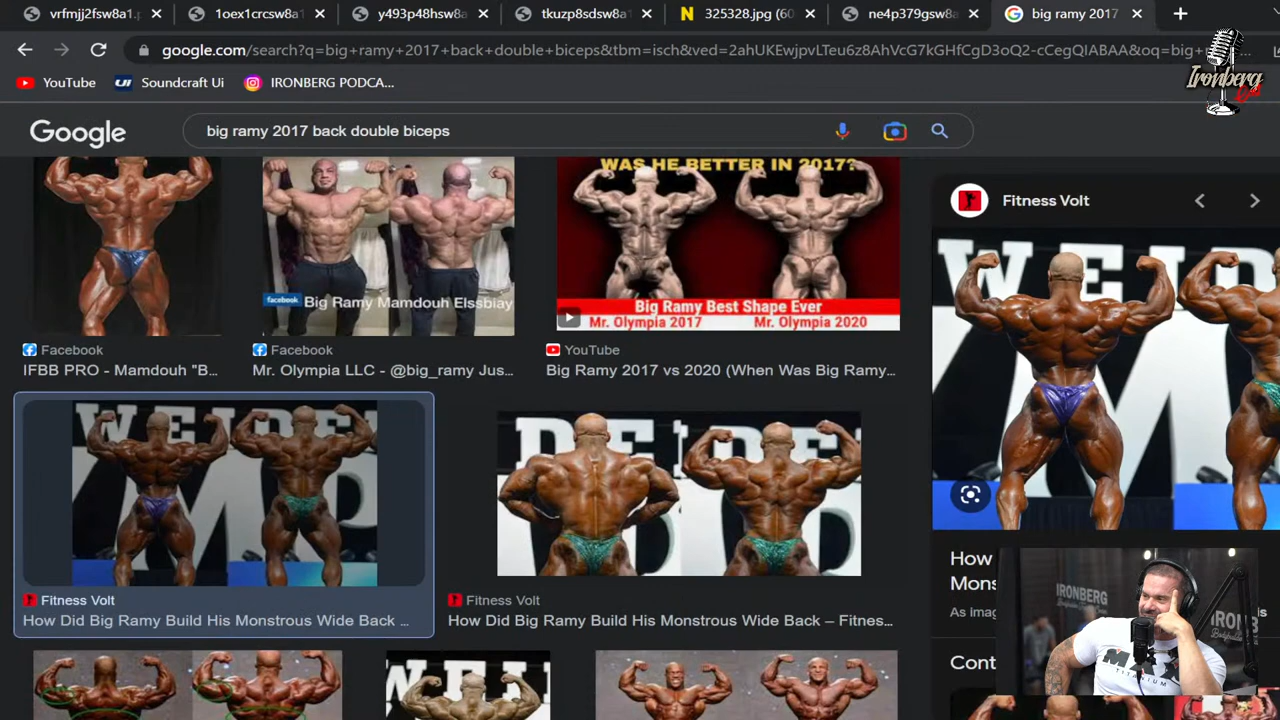 vrfmjj2fsw8a1.
1oex1crcsw8a1
y493p48hsw8a
tkuzp8sdsw8a1
325328.jpg (60
ne4p379gsw8a
big ramy 2017
google.com/search?q=big+ramy+2017+back+double+biceps&tbm=isch&ved=2ahUKEwjpvLTeu6z8AhVcG7kGHfCgD3oQ2-cCegQIABAA&oq=big+
YouTube
Soundcraft Ui
IRONBERG PODCA...
Ironberg
Google
big ramy 2017 back double biceps
WAS HE BETTER IN 2017?
facebook
Big Ramy Mamdouh Elssbiay
Big Ramy Best Shape Ever
Mr. Olympia 2017
Mr. Olympia 2020
Facebook
IFBB PRO - Mamdouh "B...
Facebook
Mr. Olympia LLC - @big_ramy Jus...
YouTube
Big Ramy 2017 vs 2020 (When Was Big Ramy...
Fitness Volt
WEIDE
Fitness Volt
How Did Big Ramy Build His Monstrous Wide Back ...
Fitness Volt
How Did Big Ramy Build His Monstrous Wide Back – Fitnes...
How
Mons
As imag
Cont
IRONBERG
MAX
TITANIUM